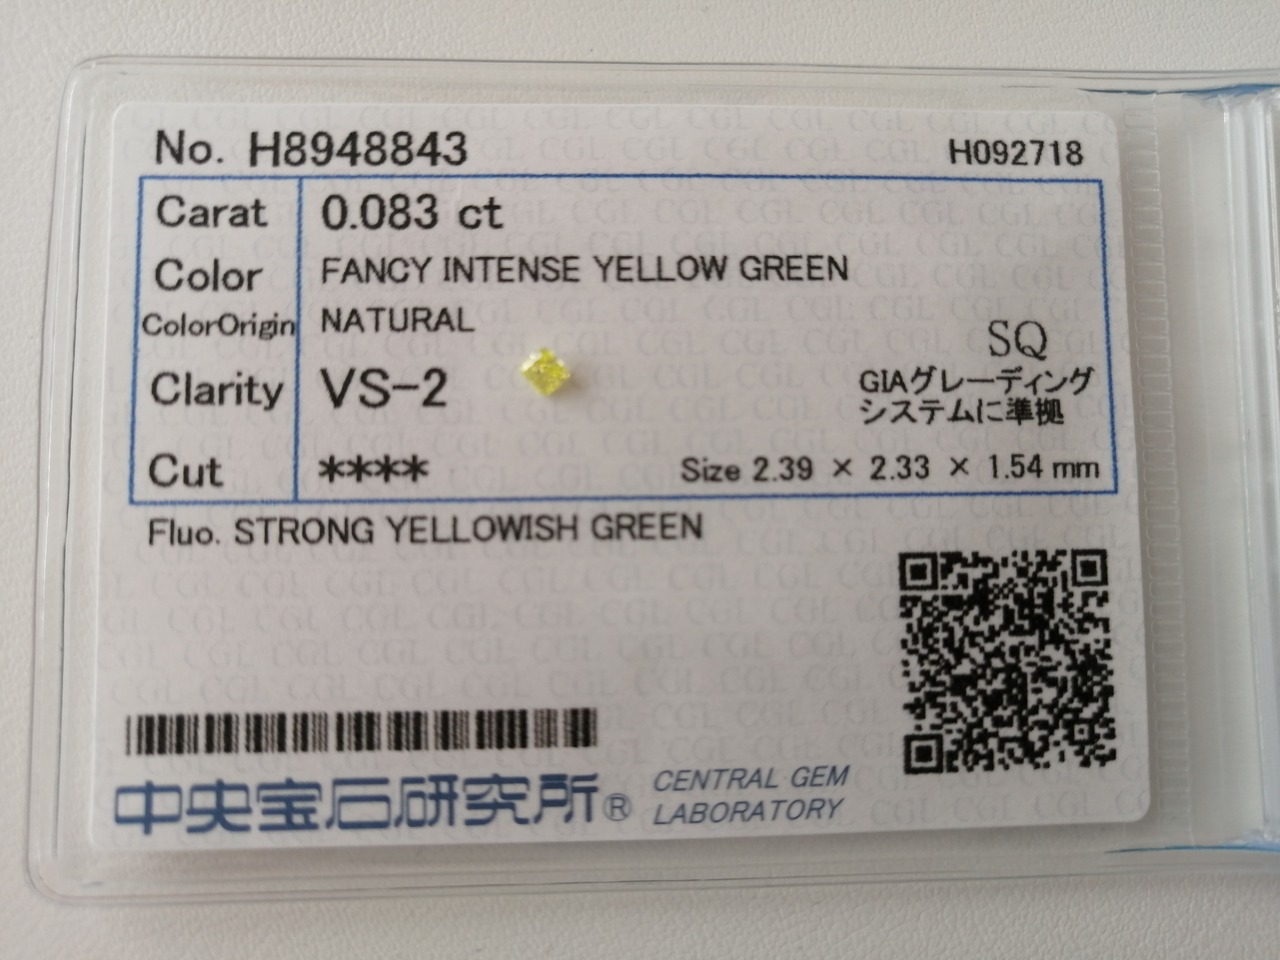 No. H8948843 H092718
Carat 0.083 ct
Color FANCY INTENSE YELLOW GREEN
ColorOrigin NATURAL
SQ
Clarity VS-2
GIAグレーディング
システムに準拠
Cut **** Size 2.39 × 2.33 × 1.54 mm
Fluo. STRONG YELLOWISH GREEN
中央宝石研究所® CENTRAL GEM
LABORATORY